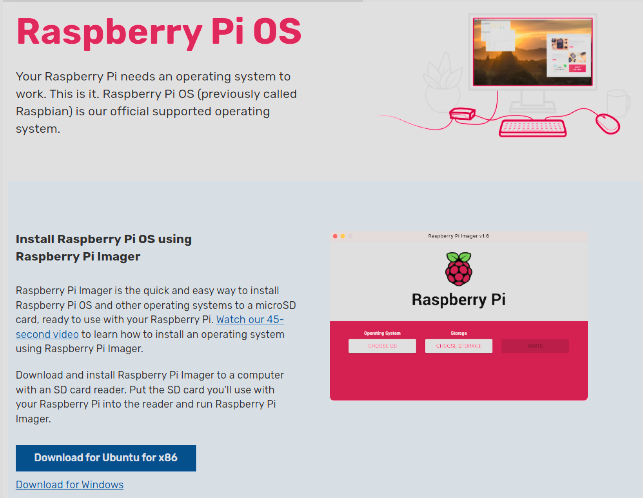 Raspberry Pi OS
Your Raspberry Pi needs an operating system to
work. This is it. Raspberry Pi OS (previously called
Raspbian) is our official supported operating
system.
Install Raspberry Pi OS using
Raspberry Pi Imager
Raspberry Pi Imager is the quick and easy way to install
Raspberry Pi OS and other operating systems to a microSD
card, ready to use with your Raspberry Pi. Watch our 45-
second video to learn how to install an operating system
using Raspberry Pi Imager.
Download and install Raspberry Pi Imager to a computer
with an SD card reader. Put the SD card you'll use with
your Raspberry Pi into the reader and run Raspberry Pi
Imager.
Download for Ubuntu for x86
Download for Windows
Raspberry Pi Imager v1.6
Raspberry Pi
Operating System Storage
CHOOSE OS CHOOSE STORAGE